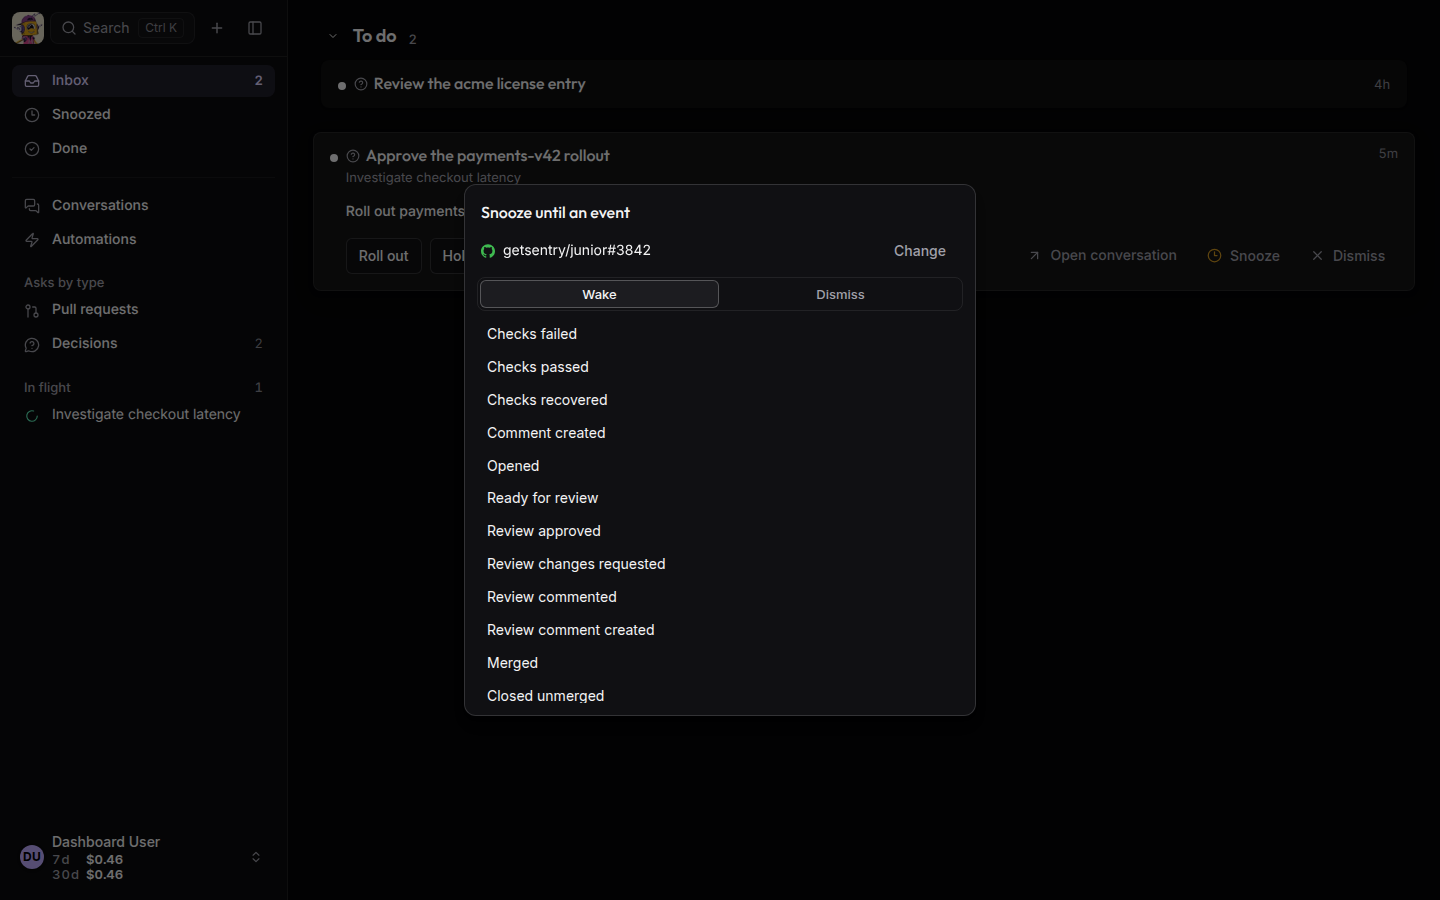 Search Ctrl K
Inbox 2
Snoozed
Done
Conversations
Automations
Asks by type
Pull requests
Decisions 2
In flight 1
Investigate checkout latency
DU
Dashboard User
7d $0.46
30d $0.46
To do 2
Review the acme license entry 4h
Approve the payments-v42 rollout 5m
Investigate checkout latency
Roll out payments
Roll out
Open conversation Snooze Dismiss
Snooze until an event
getsentry/junior#3842 Change
Wake Dismiss
Checks failed
Checks passed
Checks recovered
Comment created
Opened
Ready for review
Review approved
Review changes requested
Review commented
Review comment created
Merged
Closed unmerged